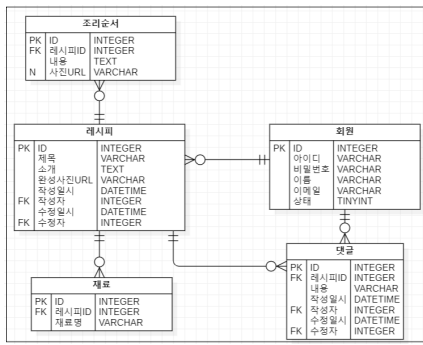 조리순서
PK ID INTEGER
FK 레시피ID INTEGER
내용 TEXT
N 사진URL VARCHAR
레시피
PK ID INTEGER
제목 VARCHAR
소개 TEXT
완성사진URL VARCHAR
작성일시 DATETIME
FK 작성자 INTEGER
수정일시 DATETIME
FK 수정자 INTEGER
회원
PK ID INTEGER
아이디 VARCHAR
비밀번호 VARCHAR
이름 VARCHAR
이메일 VARCHAR
상태 TINYINT
재료
PK ID INTEGER
FK 레시피ID INTEGER
재료명 VARCHAR
댓글
PK ID INTEGER
FK 레시피ID INTEGER
내용 VARCHAR
작성일시 DATETIME
FK 작성자 INTEGER
수정일시 DATETIME
FK 수정자 INTEGER